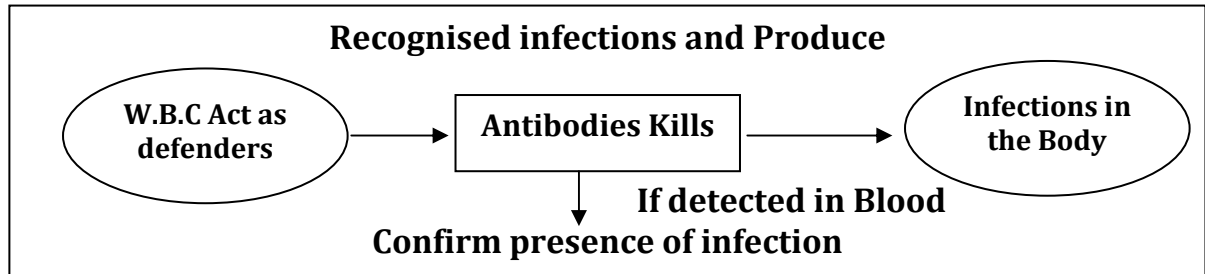 Recognised infections and Produce
W.B.C Act as
defenders
Antibodies Kills
Infections in
the Body
If detected in Blood
Confirm presence of infection